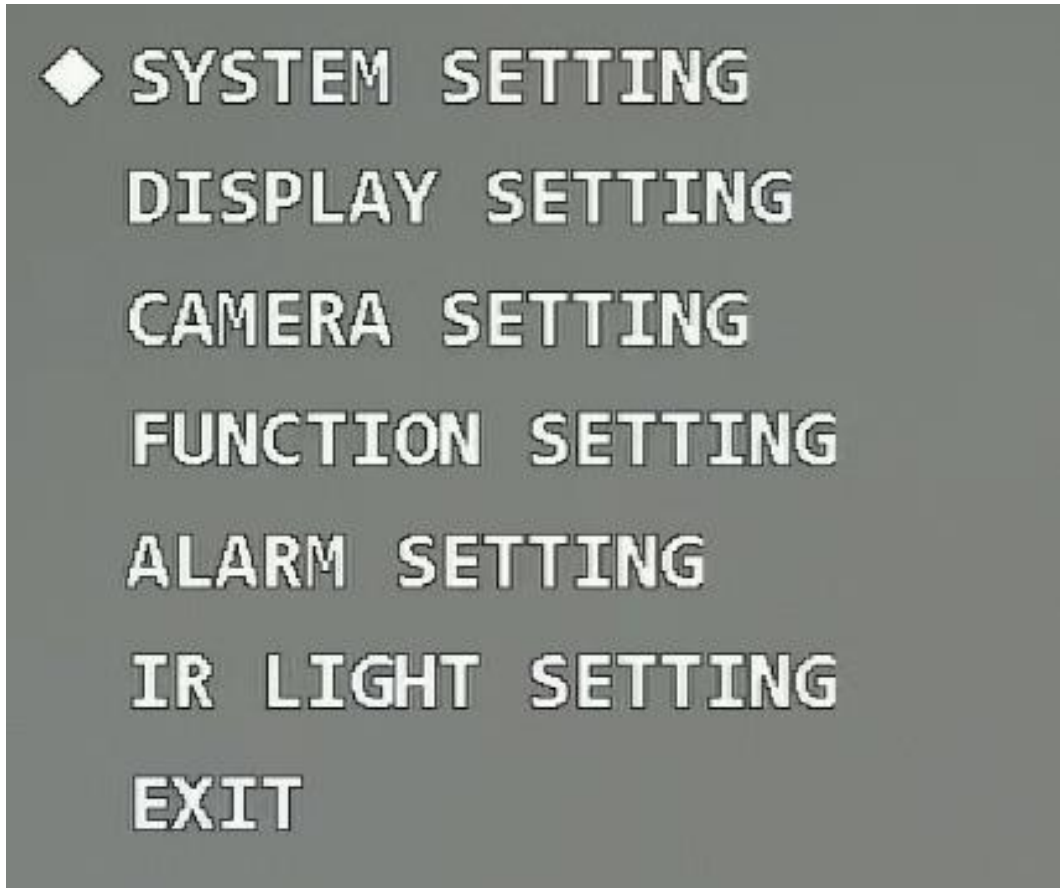 SYSTEM SETTING
DISPLAY SETTING
CAMERA SETTING
FUNCTION SETTING
ALARM SETTING
IR LIGHT SETTING
EXIT